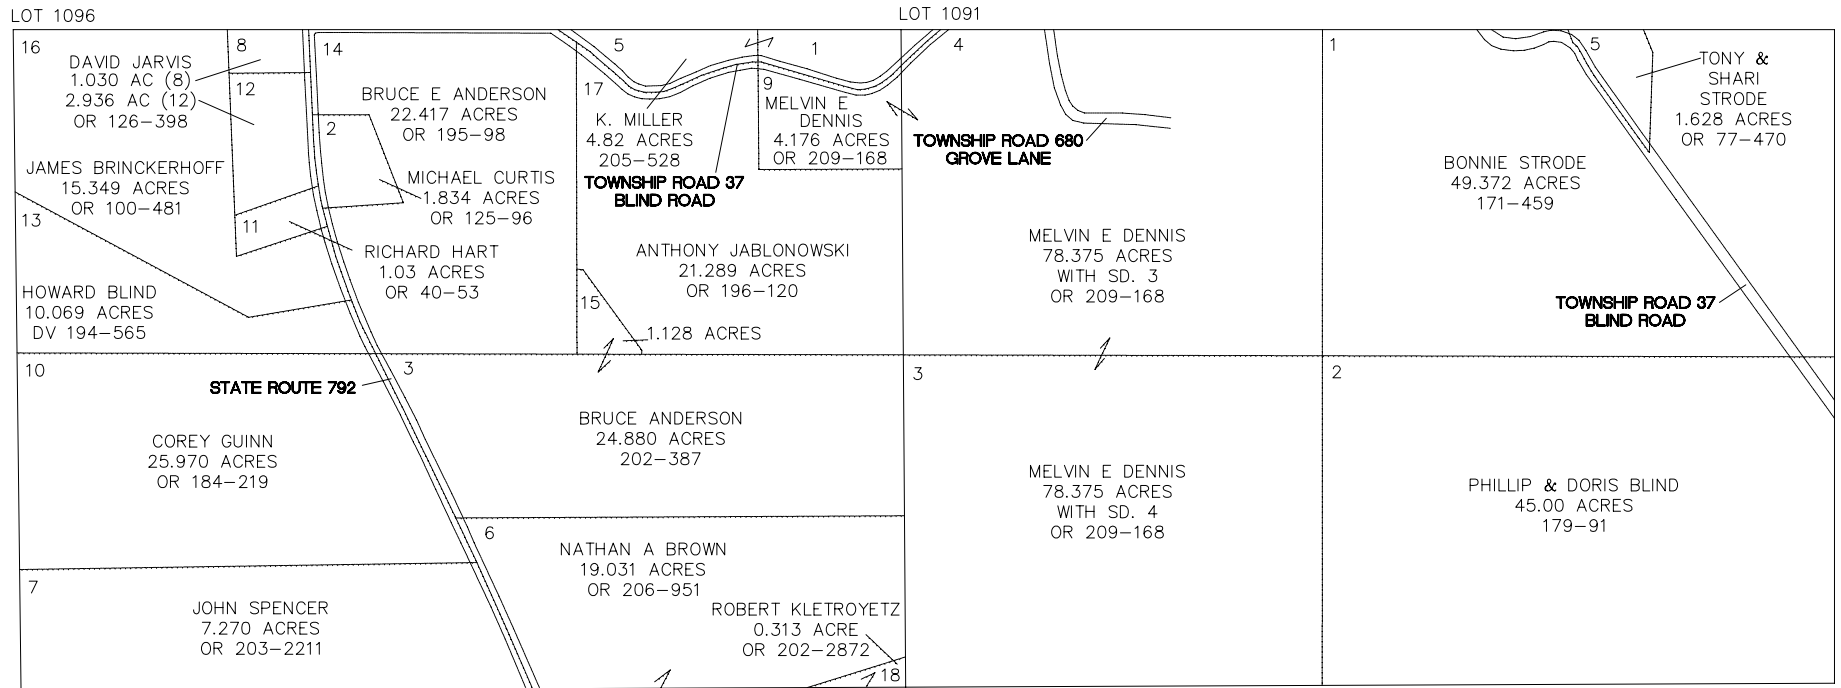 LOT 1096
LOT 1091
16
DAVID JARVIS
1.030 AC (8)
2.936 AC (12)
OR 126-398
8
12
14
BRUCE E ANDERSON
22.417 ACRES
OR 195-98
2
MICHAEL CURTIS
1.834 ACRES
OR 125-96
JAMES BRINCKERHOFF
15.349 ACRES
OR 100-481
13
11
RICHARD HART
1.03 ACRES
OR 40-53
HOWARD BLIND
10.069 ACRES
DV 194-565
5
17
K. MILLER
4.82 ACRES
205-528
TOWNSHIP ROAD 37
BLIND ROAD
1
9
MELVIN E
DENNIS
4.176 ACRES
OR 209-168
ANTHONY JABLONOWSKI
21.289 ACRES
OR 196-120
15
1.128 ACRES
4
TOWNSHIP ROAD 680
GROVE LANE
MELVIN E DENNIS
78.375 ACRES
WITH SD. 3
OR 209-168
1
BONNIE STRODE
49.372 ACRES
171-459
5
TONY &
SHARI
STRODE
1.628 ACRES
OR 77-470
TOWNSHIP ROAD 37
BLIND ROAD
10
STATE ROUTE 792
COREY GUINN
25.970 ACRES
OR 184-219
3
BRUCE ANDERSON
24.880 ACRES
202-387
3
MELVIN E DENNIS
78.375 ACRES
WITH SD. 4
OR 209-168
2
PHILLIP & DORIS BLIND
45.00 ACRES
179-91
7
JOHN SPENCER
7.270 ACRES
OR 203-2211
6
NATHAN A BROWN
19.031 ACRES
OR 206-951
ROBERT KLETROYETZ
0.313 ACRE
OR 202-2872
18